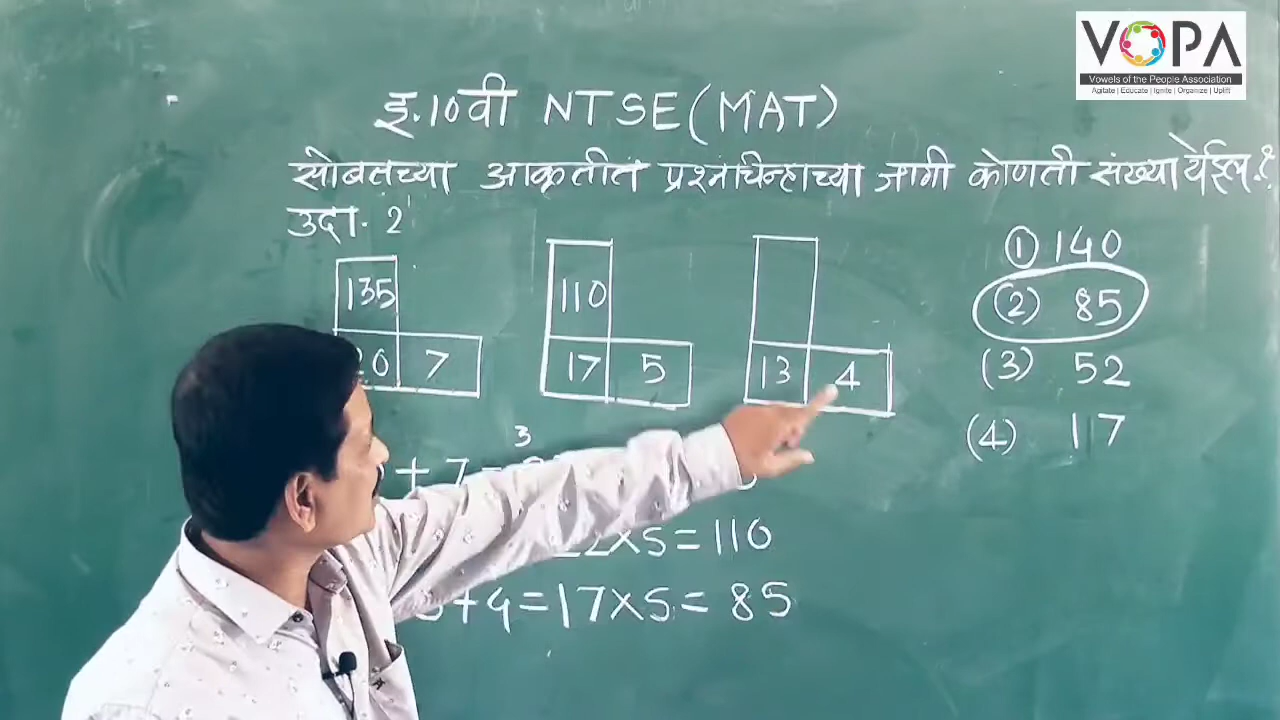 VOPA
Vowels of the People Association
Agitate | Educate | Ignite | Organize | Uplift
इ.10वी NTSE (MAT)
सोबतच्या आकृतीत प्रश्नचिन्हाच्या जागी कोणती संख्या येईल.?
उदा. 2
135
20 7
110
17 5
13 4
(1) 140
(2) 85
(3) 52
(4) 17
+ 7 =
3
22×5=110
+4=17×5=85